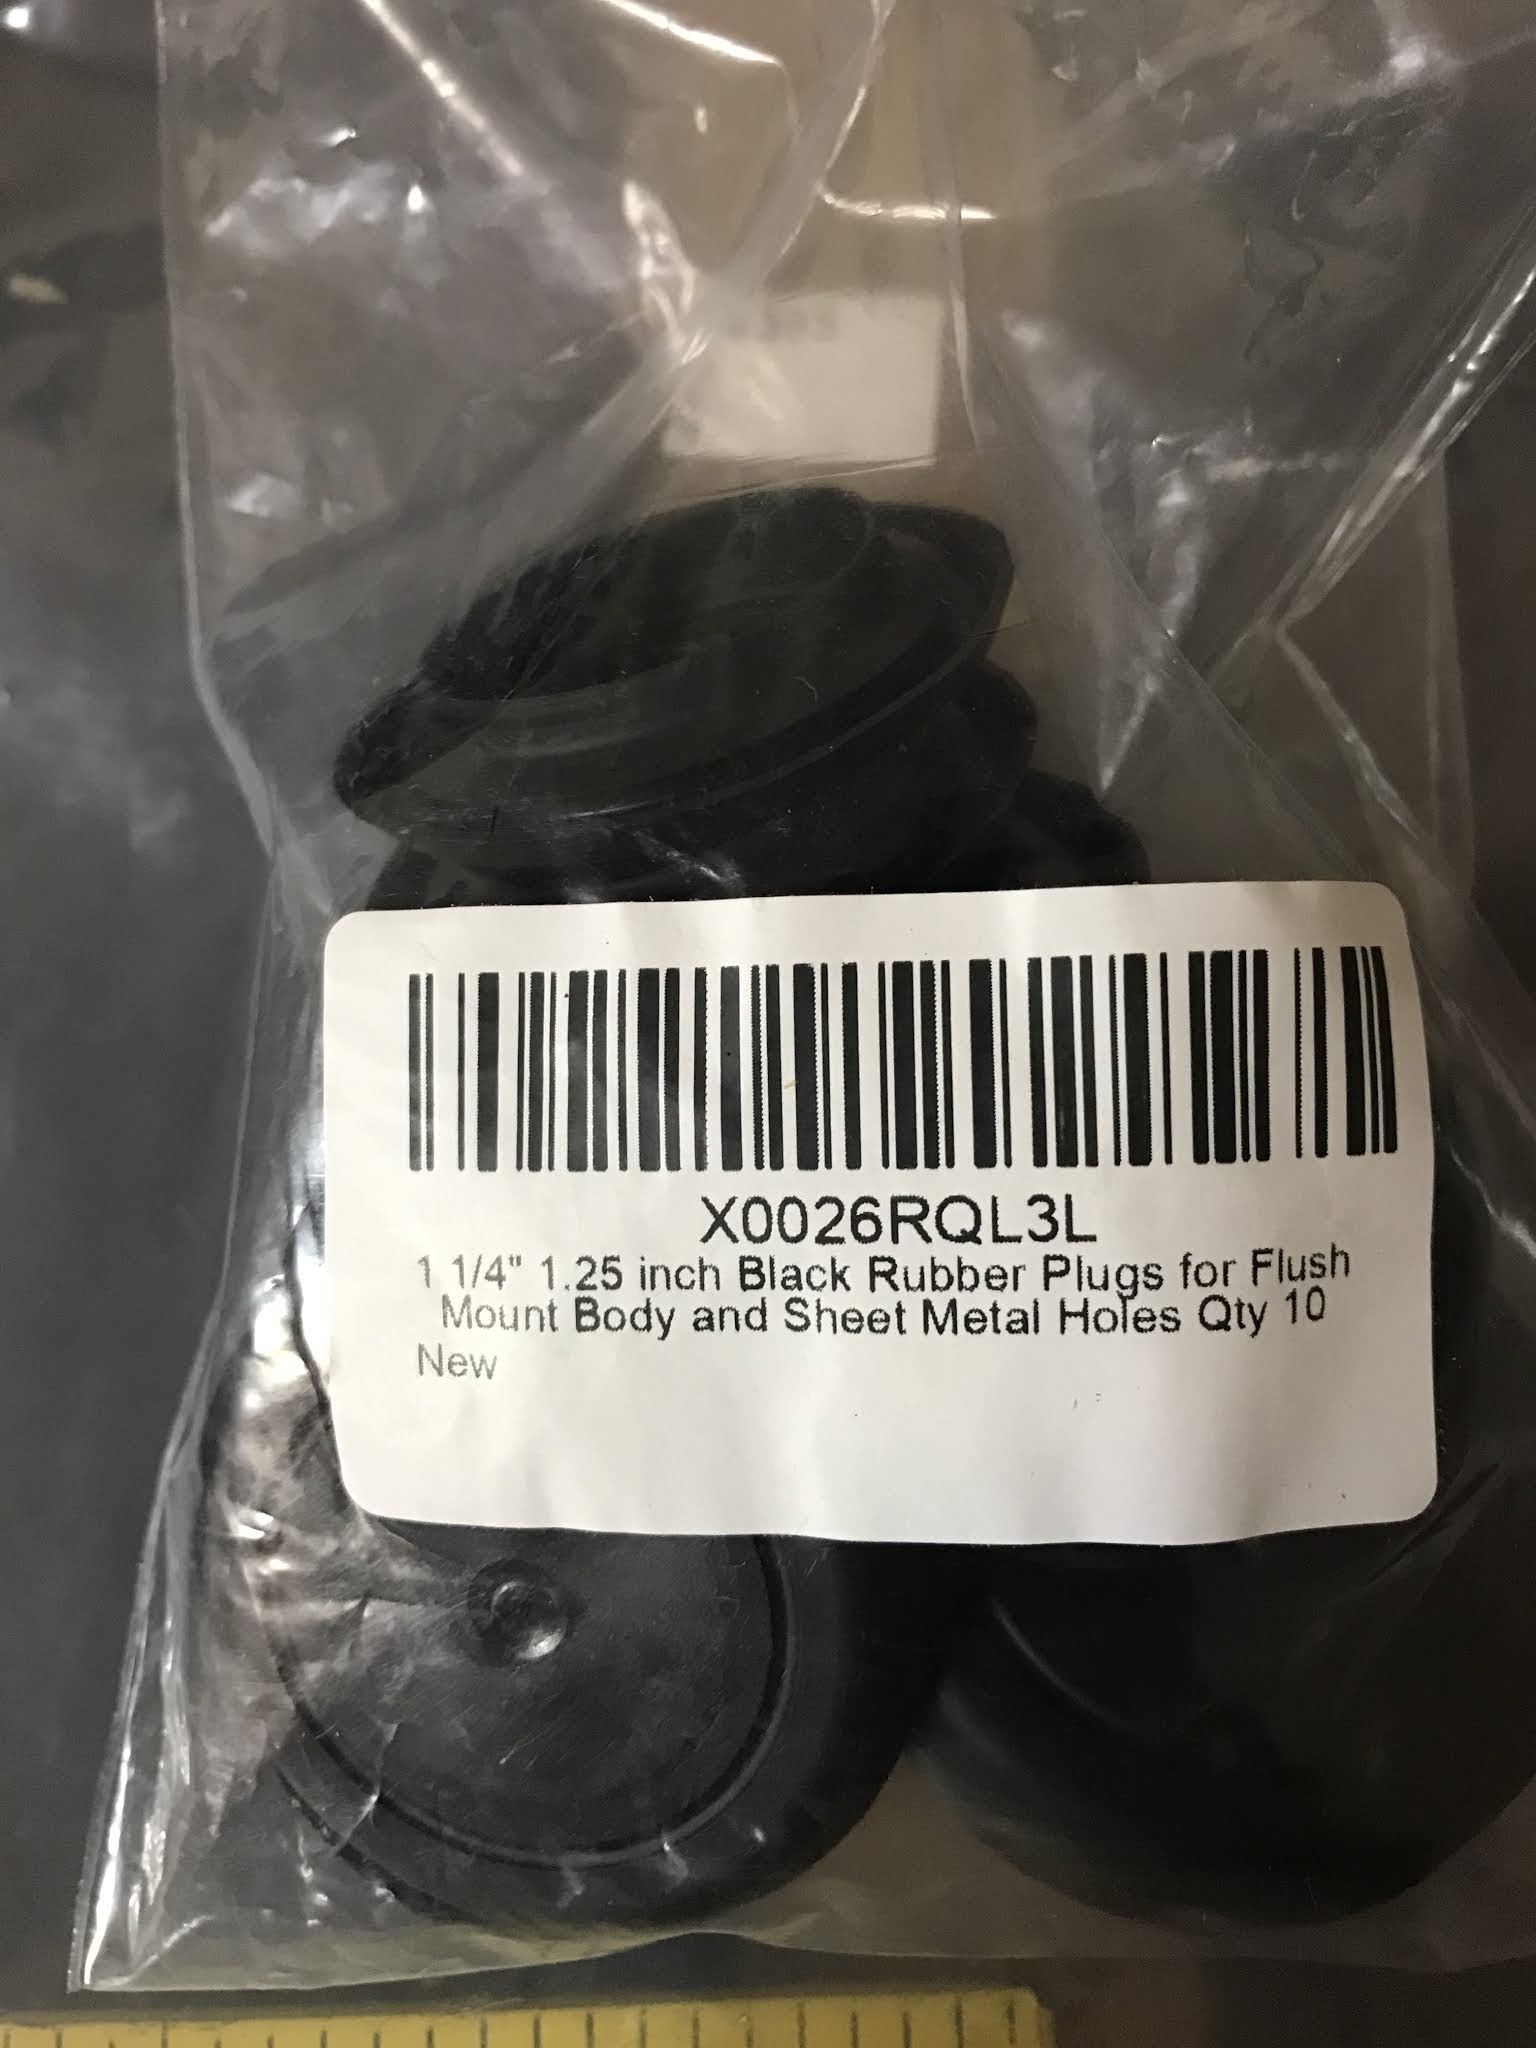 X0026RQL3L
1 1/4" 1.25 inch Black Rubber Plugs for Flush
Mount Body and Sheet Metal Holes Qty 10
New